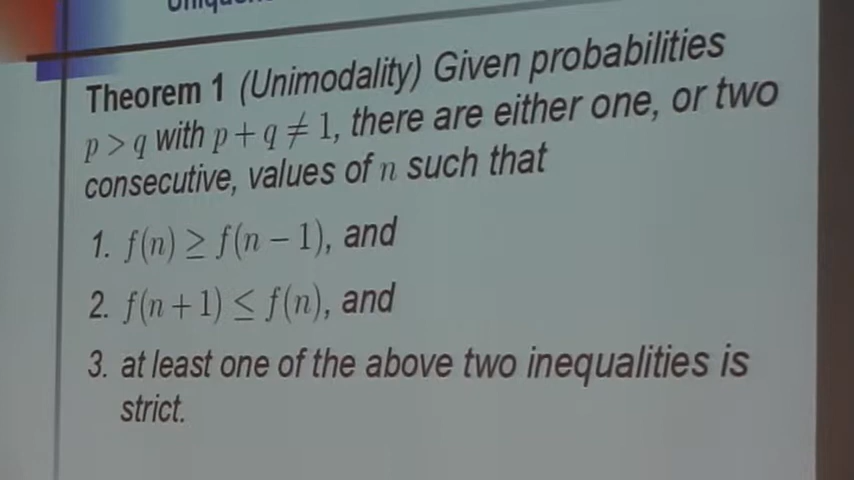 Theorem 1 (Unimodality) Given probabilities
p > q with p + q ≠ 1, there are either one, or two
consecutive, values of n such that
1. f(n) ≥ f(n − 1), and
2. f(n + 1) ≤ f(n), and
3. at least one of the above two inequalities is
strict.